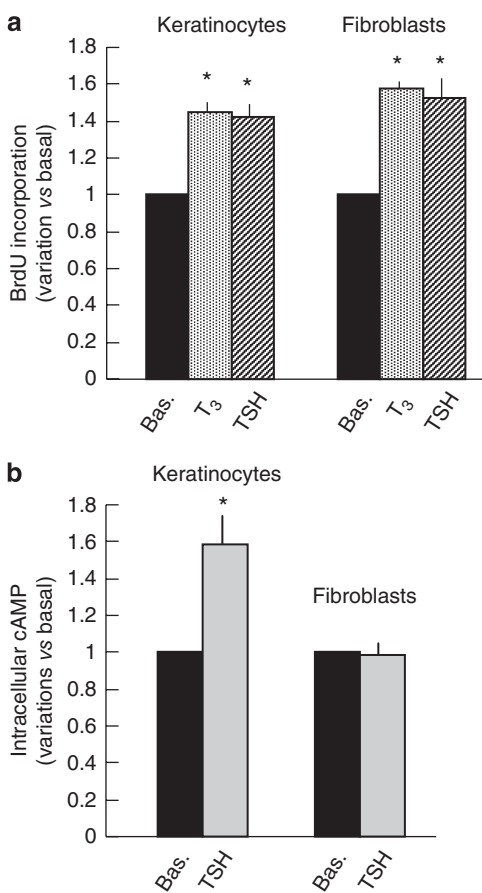 a
Keratinocytes Fibroblasts
BrdU incorporation
(variation vs basal)
1.8
1.6
1.4
1.2
1
0.8
0.6
0.4
0.2
0
* * * *
Bas. T3 TSH Bas. T3 TSH
b
Keratinocytes
Fibroblasts
Intracellular cAMP
(variations vs basal)
1.8
1.6
1.4
1.2
1
0.8
0.6
0.4
0.2
0
*
Bas. TSH Bas. TSH